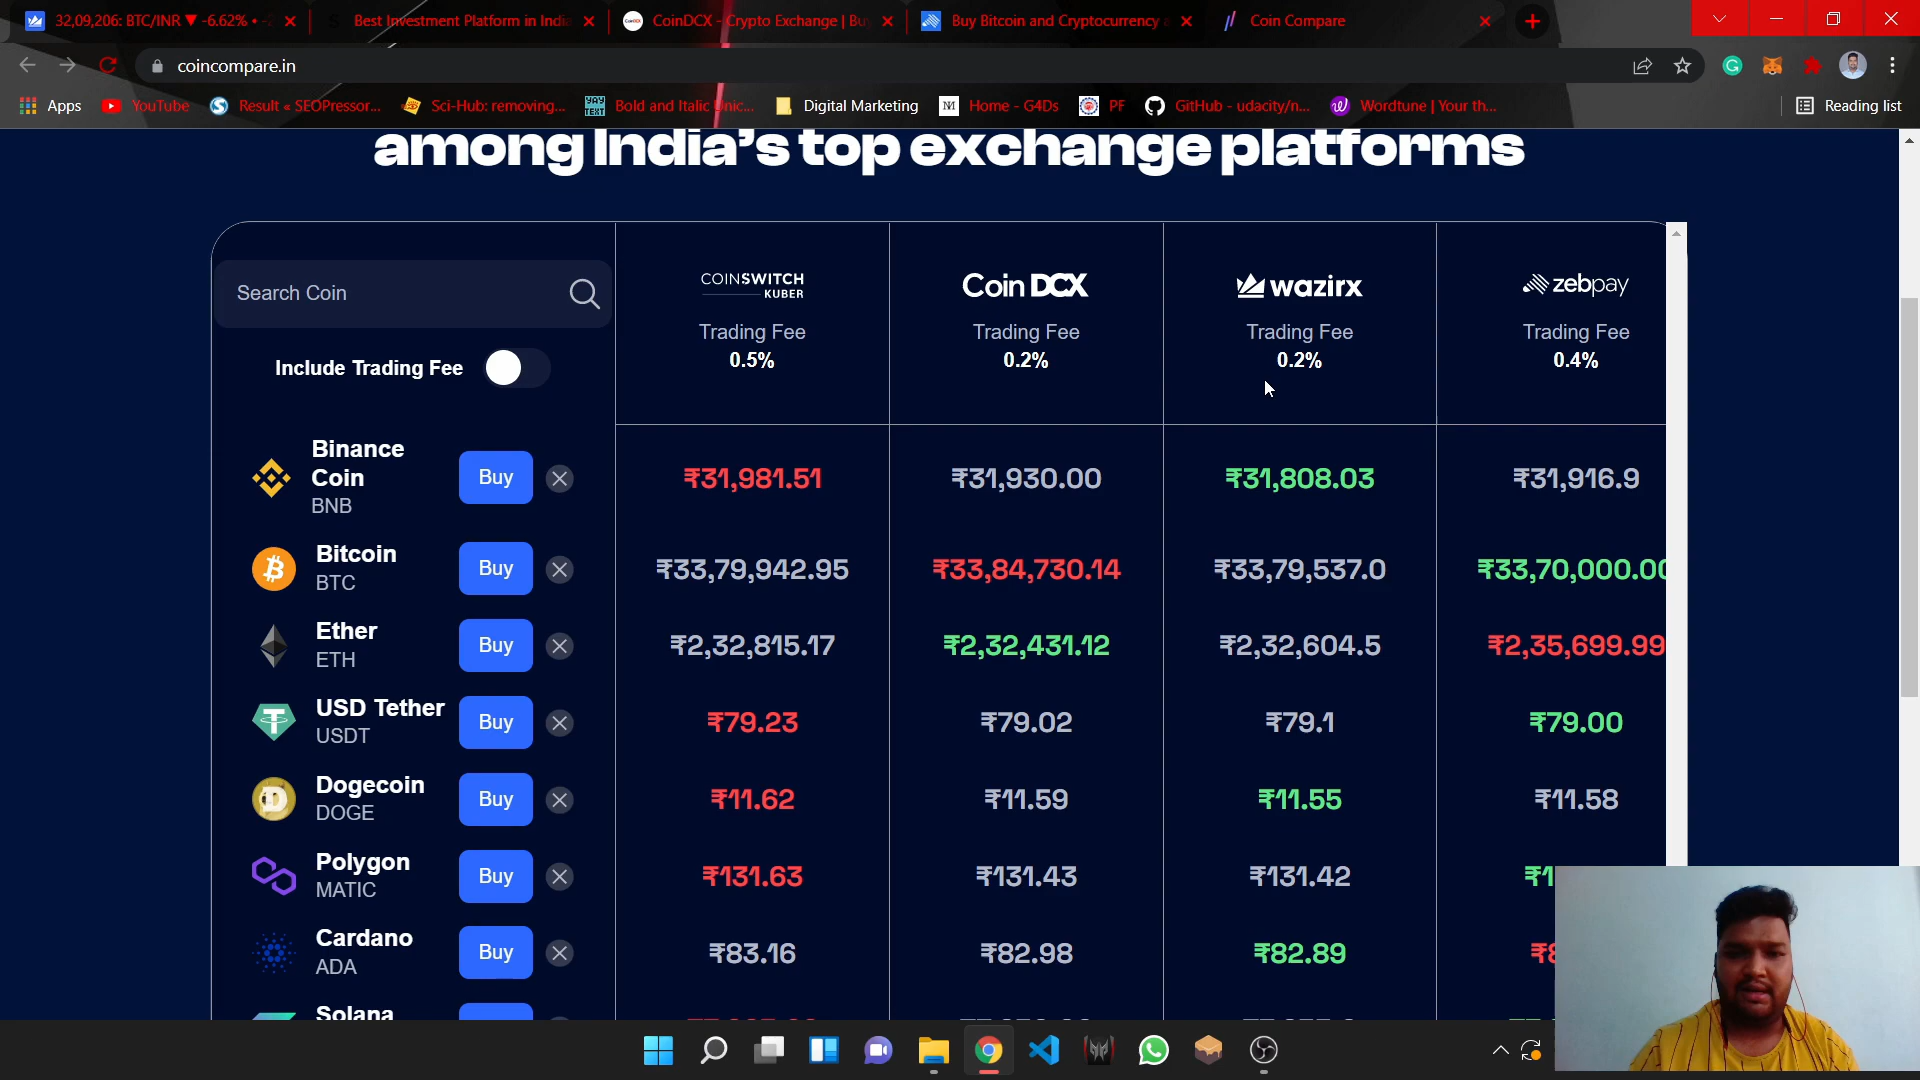 32,09,206: BTC/INR ▼ -6.62% •
Best Investment Platform in India
CoinDCX - Crypto Exchange | Buy
Buy Bitcoin and Cryptocurrency
Coin Compare
coincompare.in
Apps
YouTube
Result « SEOPressor...
Sci-Hub: removing...
Bold and Italic
Digital Marketing
Home - G4Ds
PF
GitHub - udacity/n...
Wordtune | Your th...
Reading list
among India's top exchange platforms
Search Coin
Include Trading Fee
COINSWITCH
KUBER
Trading Fee
0.5%
CoinDCX
Trading Fee
0.2%
wazirx
Trading Fee
0.2%
zebpay
Trading Fee
0.4%
Binance
Coin
BNB
Buy
₹31,981.51
₹31,930.00
₹31,808.03
₹31,916.9
Bitcoin
BTC
Buy
₹33,79,942.95
₹33,84,730.14
₹33,79,537.0
₹33,70,000.00
Ether
ETH
Buy
₹2,32,815.17
₹2,32,431.12
₹2,32,604.5
₹2,35,699.99
USD Tether
USDT
Buy
₹79.23
₹79.02
₹79.1
₹79.00
Dogecoin
DOGE
Buy
₹11.62
₹11.59
₹11.55
₹11.58
Polygon
MATIC
Buy
₹131.63
₹131.43
₹131.42
Cardano
ADA
Buy
₹83.16
₹82.98
₹82.89
Solana